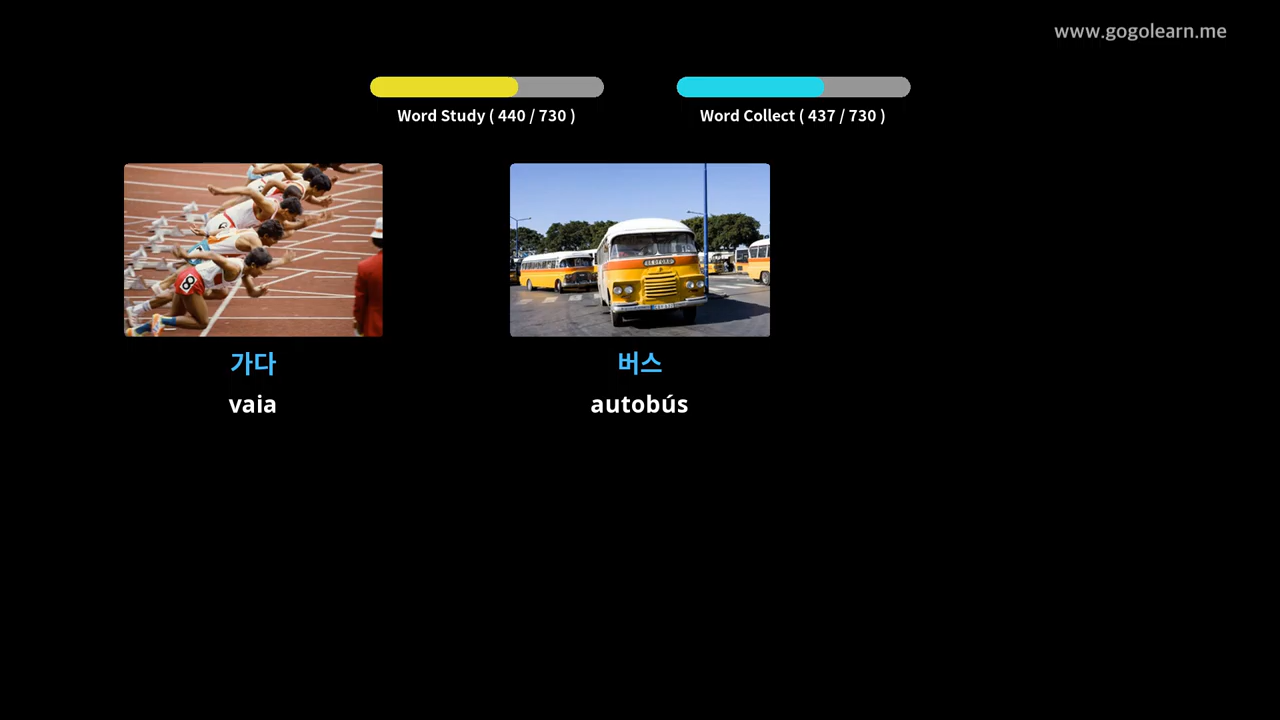 www.gogolearn.me
Word Study ( 440 / 730 )
Word Collect ( 437 / 730 )
가다
vaia
버스
autobús